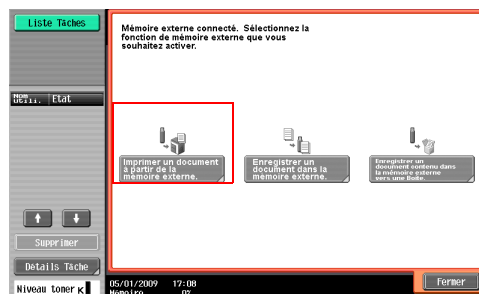 Liste Tâches
Mémoire externe connecté. Sélectionnez la
fonction de mémoire externe que vous
souhaitez activer.
Nom
Utili.
Etat
Imprimer un document
à partir de la
mémoire externe.
Enregistrer un
document dans la
mémoire externe.
Enregistrer un
document contenu dans
la mémoire externe
vers une Boîte.
Supprimer
Détails Tâche
Niveau toner K
05/01/2009 17:08
Mémoire 0%
Fermer